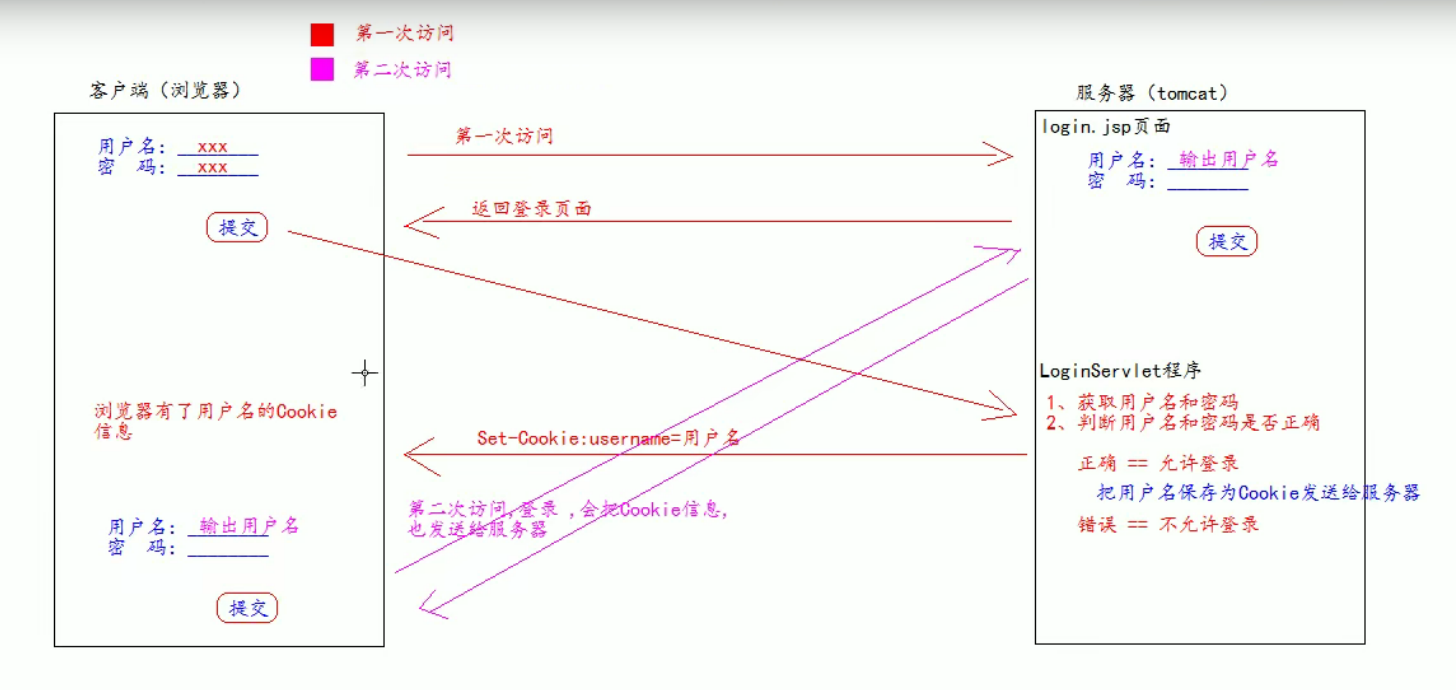 第一次访问
第二次访问
客户端（浏览器）
用户名：xxx
密 码：xxx
提交
浏览器有了用户名的Cookie
信息
用户名：输出用户名
密 码：________
提交
第一次访问
返回登录页面
Set-Cookie:username=用户名
第二次访问,登录 ,会把Cookie信息,
也发送给服务器
服务器（tomcat）
login.jsp页面
用户名：输出用户名
密 码：________
提交
LoginServlet程序
1、获取用户名和密码
2、判断用户名和密码是否正确
正确 == 允许登录
把用户名保存为Cookie发送给服务器
错误 == 不允许登录